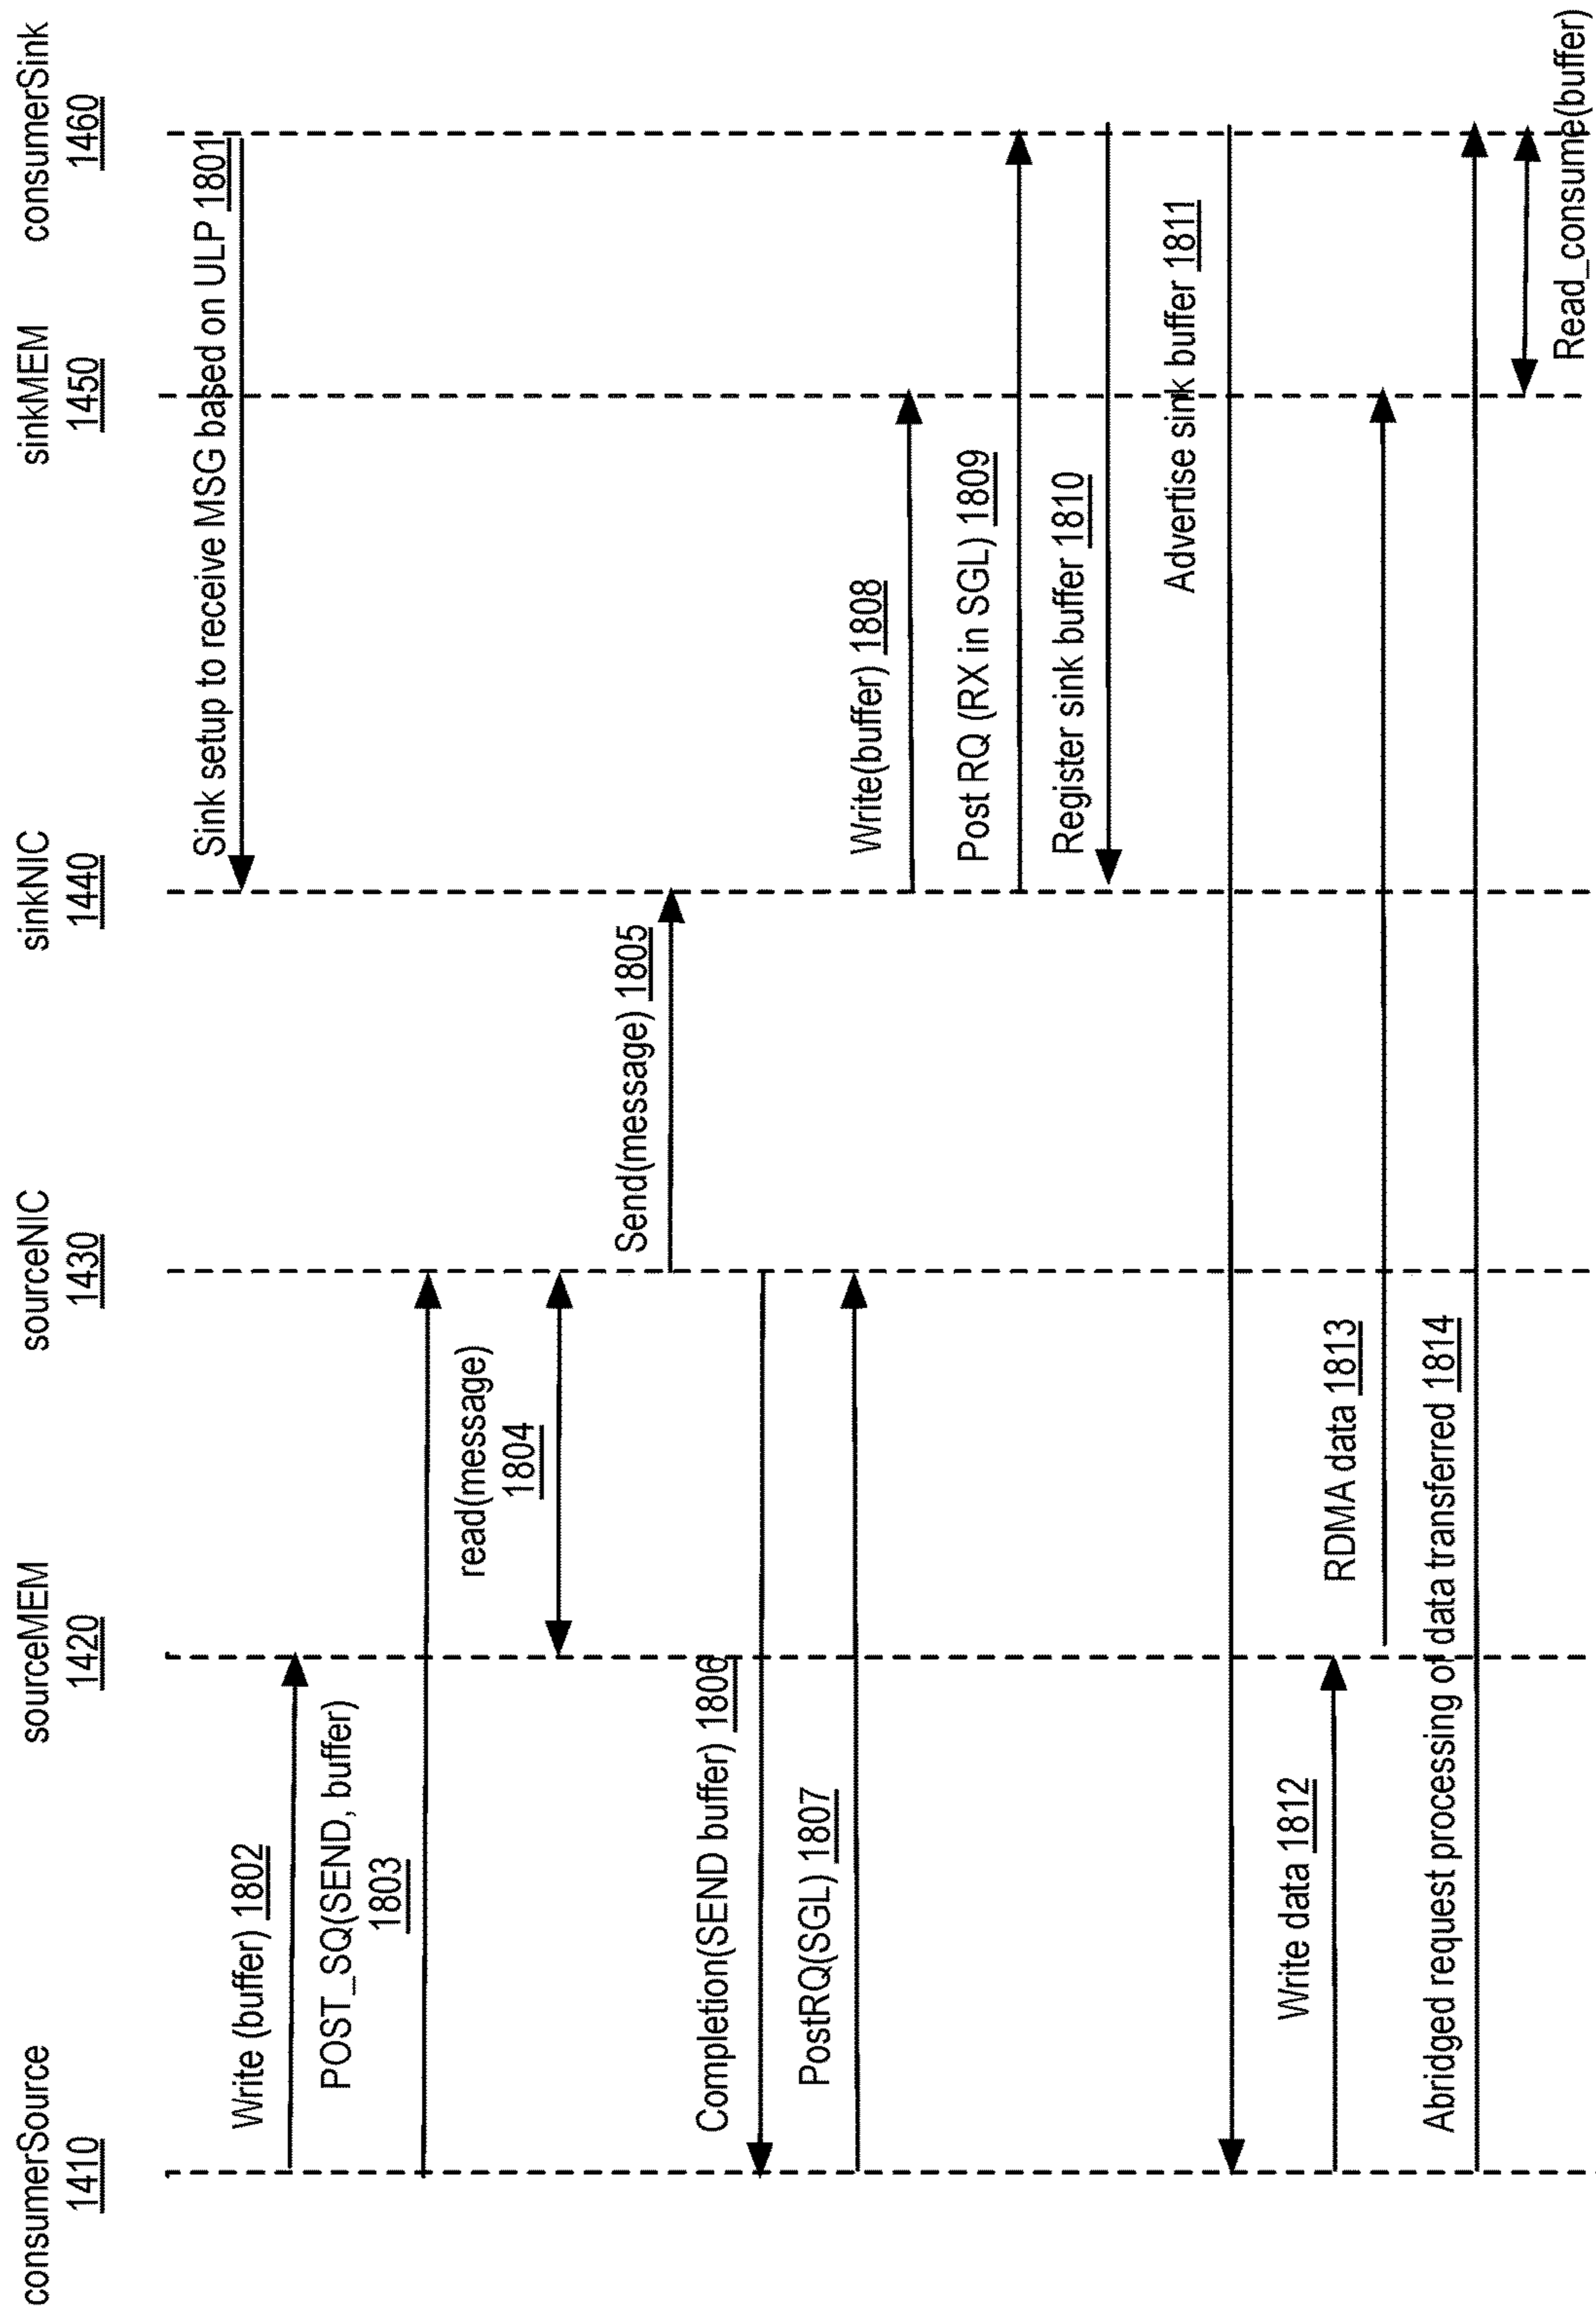 consumerSource
1410
sourceMEM
1420
sourceNIC
1430
sinkNIC
1440
sinkMEM
1450
consumerSink
1460
Sink setup to receive MSG based on ULP 1801
Write (buffer) 1802
POST_SQ(SEND, buffer)
1803
read(message)
1804
Send(message) 1805
Completion(SEND buffer) 1806
PostRQ(SGL) 1807
Write(buffer) 1808
Post RQ (RX in SGL) 1809
Register sink buffer 1810
Advertise sink buffer 1811
Write data 1812
RDMA data 1813
Abridged request processing of data transferred 1814
Read_consume(buffer)